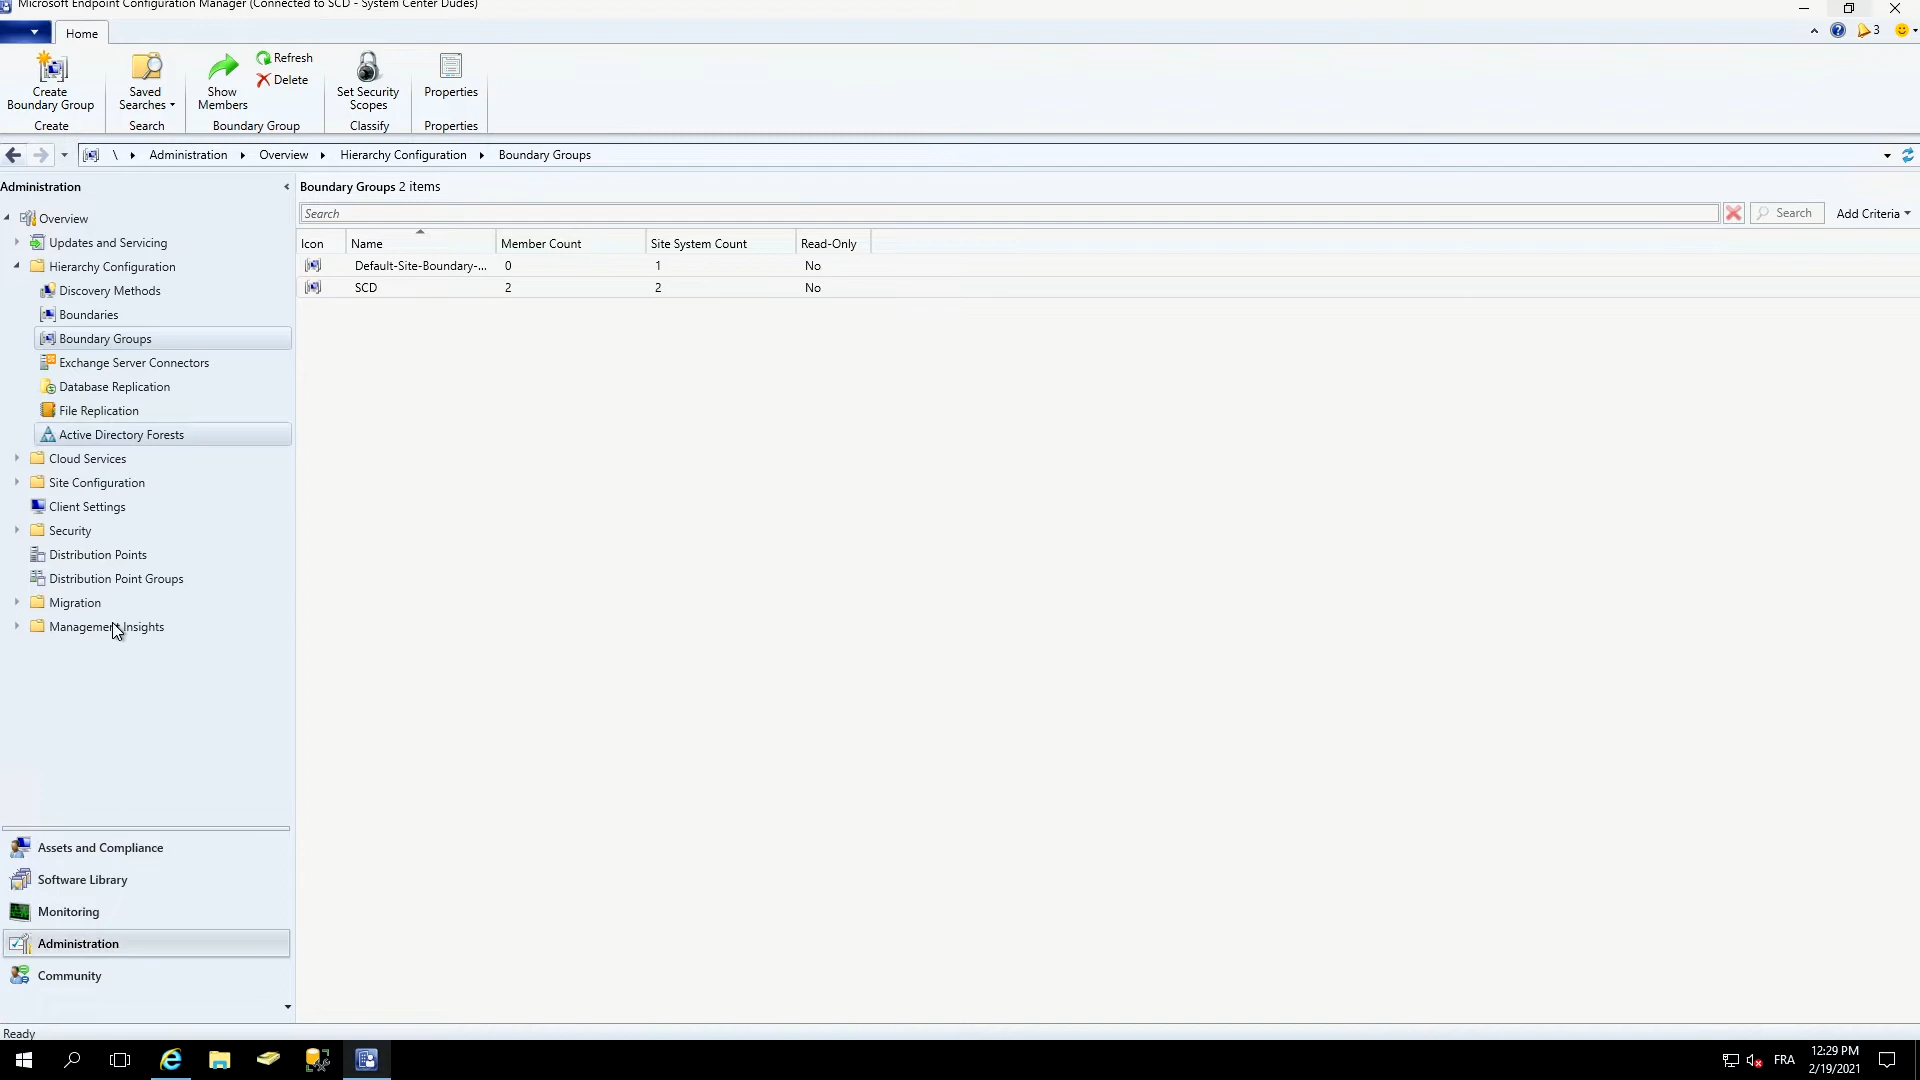 Microsoft Endpoint Configuration Manager (Connected to SCD - System Center Dudes)
Home
3
Create Boundary Group
Saved Searches
Show Members
Refresh
Delete
Set Security Scopes
Properties
Create
Search
Boundary Group
Classify
Properties
\ Administration Overview Hierarchy Configuration Boundary Groups
Administration
Overview
Updates and Servicing
Hierarchy Configuration
Discovery Methods
Boundaries
Boundary Groups
Exchange Server Connectors
Database Replication
File Replication
Active Directory Forests
Cloud Services
Site Configuration
Client Settings
Security
Distribution Points
Distribution Point Groups
Migration
Management Insights
Assets and Compliance
Software Library
Monitoring
Administration
Community
Boundary Groups 2 items
Search
Search
Add Criteria
Icon Name Member Count Site System Count Read-Only
Default-Site-Boundary-... 0 1 No
SCD 2 2 No
Ready
FRA
12:29 PM
2/19/2021